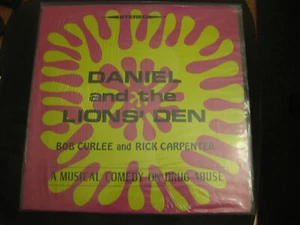 STEREO
DANIEL
and the
LIONS' DEN
BOB CURLEE and RICK CARPENTER
A MUSICAL COMEDY ON DRUG ABUSE